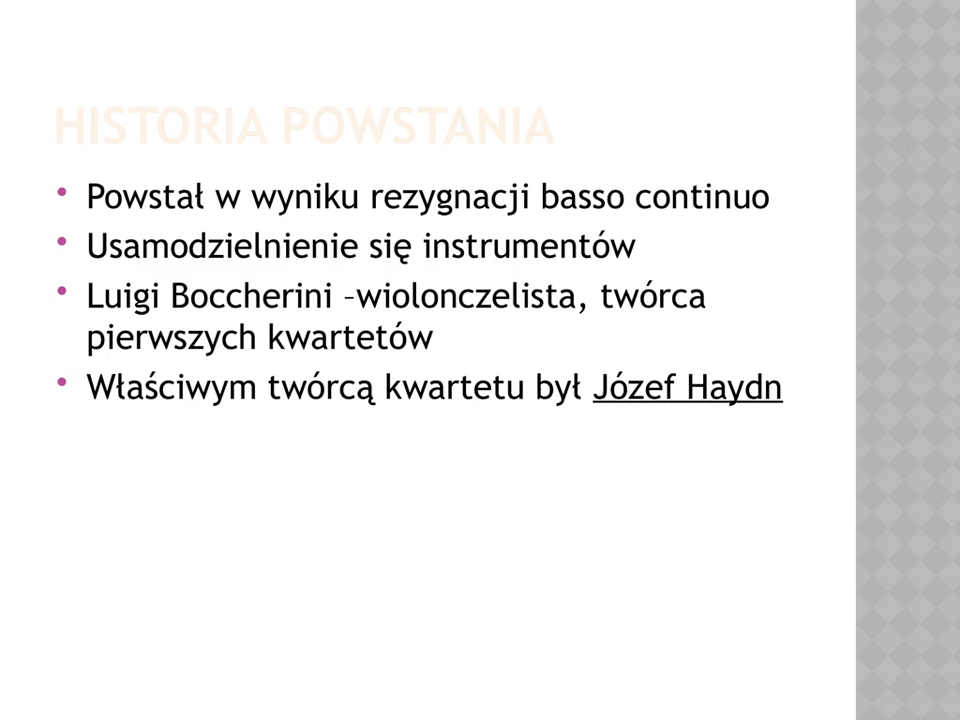 HISTORIA POWSTANIA
• Powstał w wyniku rezygnacji basso continuo
• Usamodzielnienie się instrumentów
• Luigi Boccherini –wiolonczelista, twórca
pierwszych kwartetów
• Właściwym twórcą kwartetu był Józef Haydn